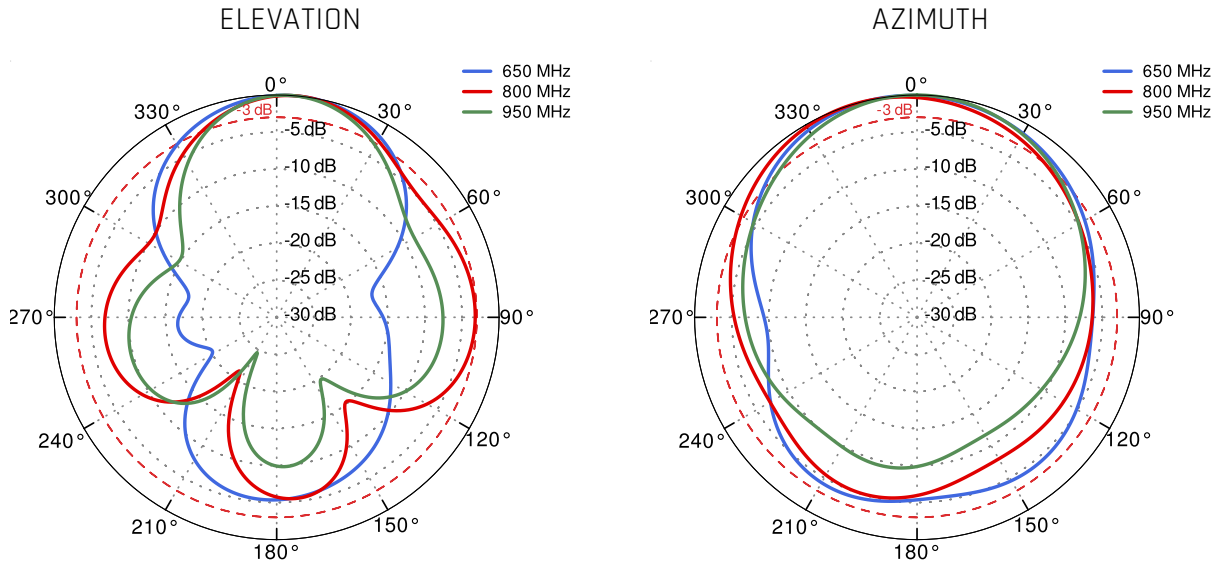 ELEVATION
650 MHz
800 MHz
950 MHz
0°
330°
30°
-3 dB
-5 dB
-10 dB
300°
60°
-15 dB
-20 dB
-25 dB
270°
-30 dB
90°
240°
120°
210°
150°
180°
AZIMUTH
650 MHz
800 MHz
950 MHz
0°
330°
30°
-3 dB
-5 dB
-10 dB
300°
60°
-15 dB
-20 dB
-25 dB
270°
-30 dB
90°
240°
120°
210°
150°
180°